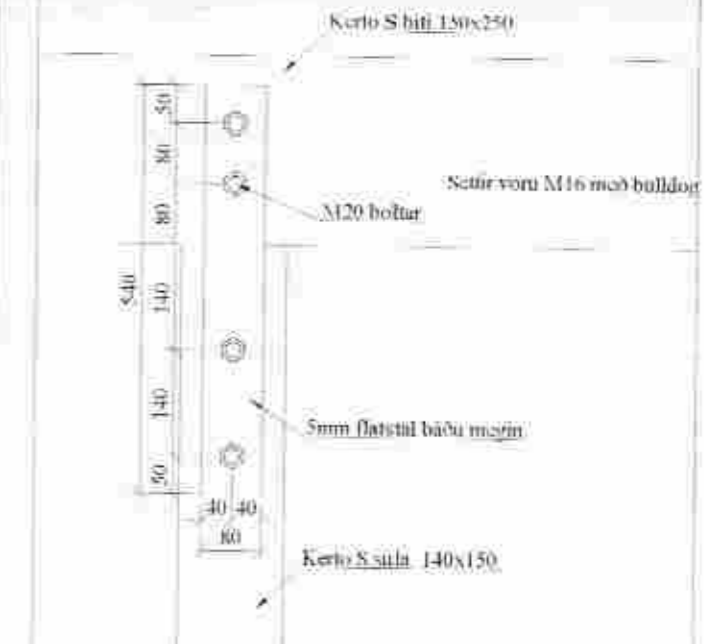 Kerto S biti 150x250
50
80
Settir voru M16 með bulldog
M20 boltar
80
540
140
140
5mm flatstál báðu megin
50
40 40
80
Kerto S súla 140x150